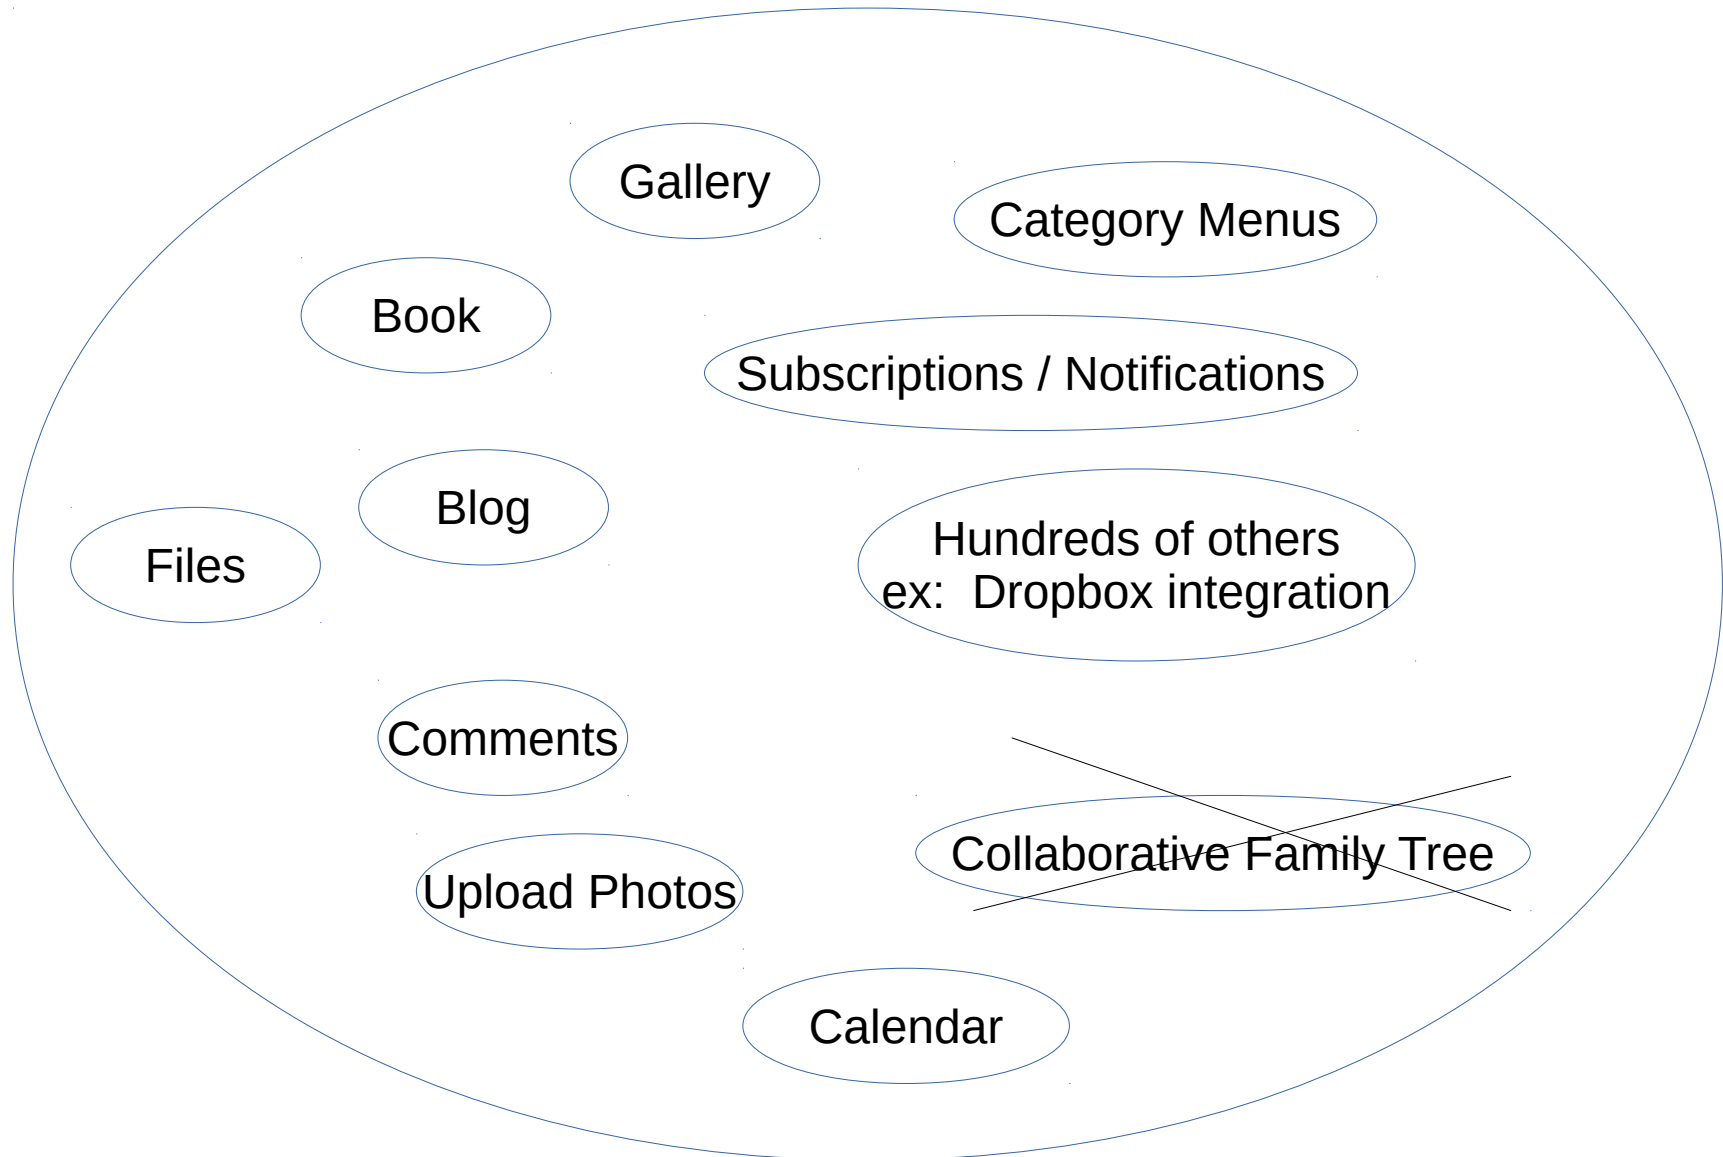 Gallery
Category Menus
Book
Subscriptions / Notifications
Blog
Files
Hundreds of others
ex:  Dropbox integration
Comments
Collaborative Family Tree
Upload Photos
Calendar